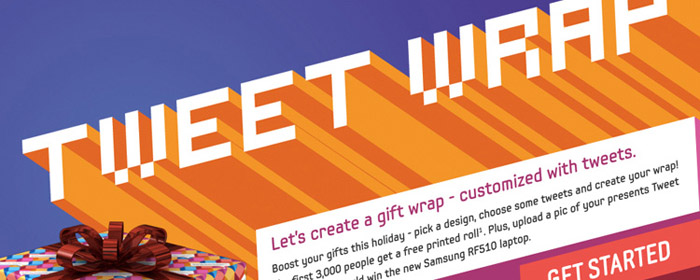 TWEET WRAP
Let's create a gift wrap - customized with tweets.
Boost your gifts this holiday - pick a design, choose some tweets and create your wrap!
first 3,000 people get a free printed roll¹. Plus, upload a pic of your presents Tweet
win the new Samsung RF510 laptop.
GET STARTED